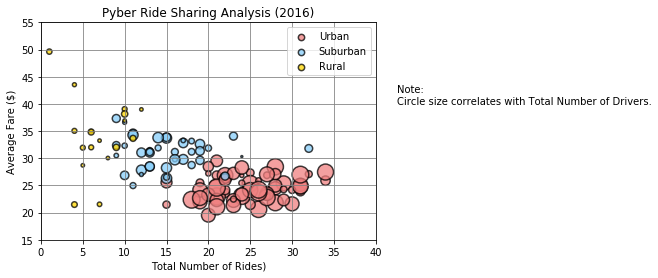 Pyber Ride Sharing Analysis (2016)
55
50
45
40
35
30
25
20
15
Average Fare ($)
Urban
Suburban
Rural
0 5 10 15 20 25 30 35 40
Total Number of Rides)
Note:
Circle size correlates with Total Number of Drivers.